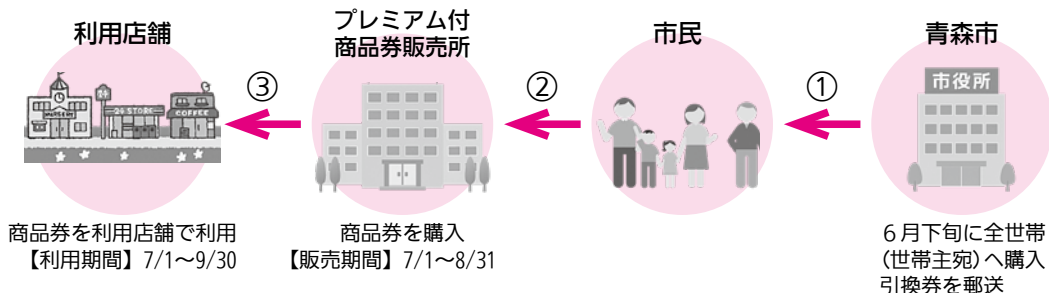 利用店舗
プレミアム付
商品券販売所
市民
青森市
③
②
①
24 STORE
COFFEE
市役所
商品券を利用店舗で利用
【利用期間】7/1～9/30
商品券を購入
【販売期間】7/1～8/31
６月下旬に全世帯
(世帯主宛)へ購入
引換券を郵送